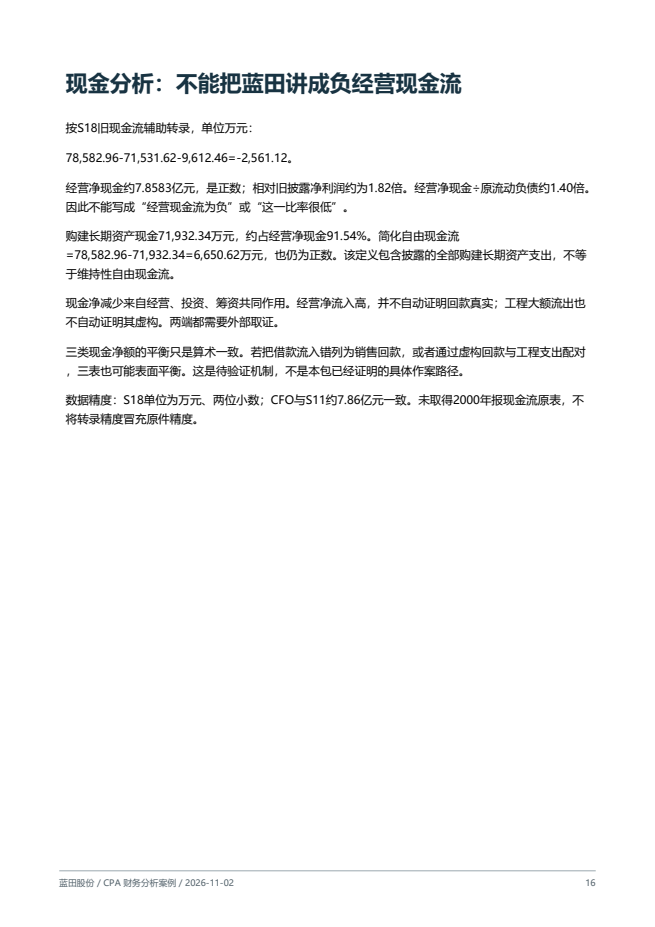 现金分析：不能把蓝田讲成负经营现金流
按S18旧现金流辅助转录，单位万元：
78,582.96-71,531.62-9,612.46=-2,561.12。
经营净现金约7.8583亿元，是正数；相对旧披露净利润约为1.82倍。经营净现金÷原流动负债约1.40倍。
因此不能写成“经营现金流为负”或“这一比率很低”。
购建长期资产现金71,932.34万元，约占经营净现金91.54%。简化自由现金流
=78,582.96-71,932.34=6,650.62万元，也仍为正数。该定义包含披露的全部购建长期资产支出，不等
于维持性自由现金流。
现金净减少来自经营、投资、筹资共同作用。经营净流入高，并不自动证明回款真实；工程大额流出也
不自动证明其虚构。两端都需要外部取证。
三类现金净额的平衡只是算术一致。若把借款流入错列为销售回款，或者通过虚构回款与工程支出配对
，三表也可能表面平衡。这是待验证机制，不是本包已经证明的具体作案路径。
数据精度：S18单位为万元、两位小数；CFO与S11约7.86亿元一致。未取得2000年报现金流原表，不
将转录精度冒充原件精度。
蓝田股份 / CPA 财务分析案例 / 2026-11-02
16